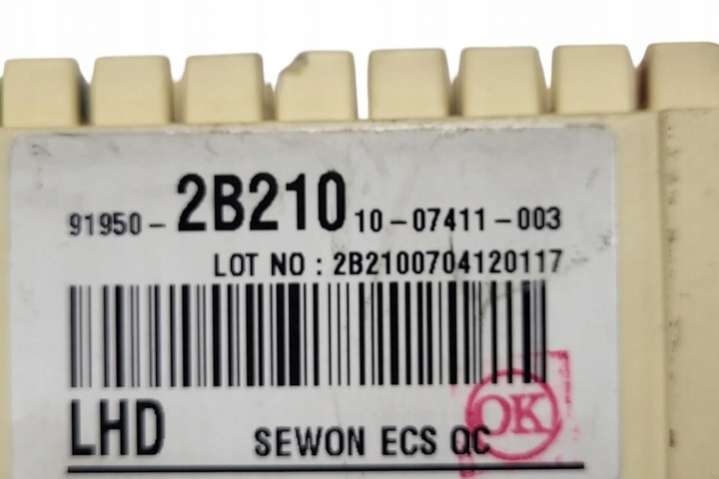 91950-2B210 10-07411-003
LOT NO : 2B2100704120117
LHD SEWON ECS QC
OK